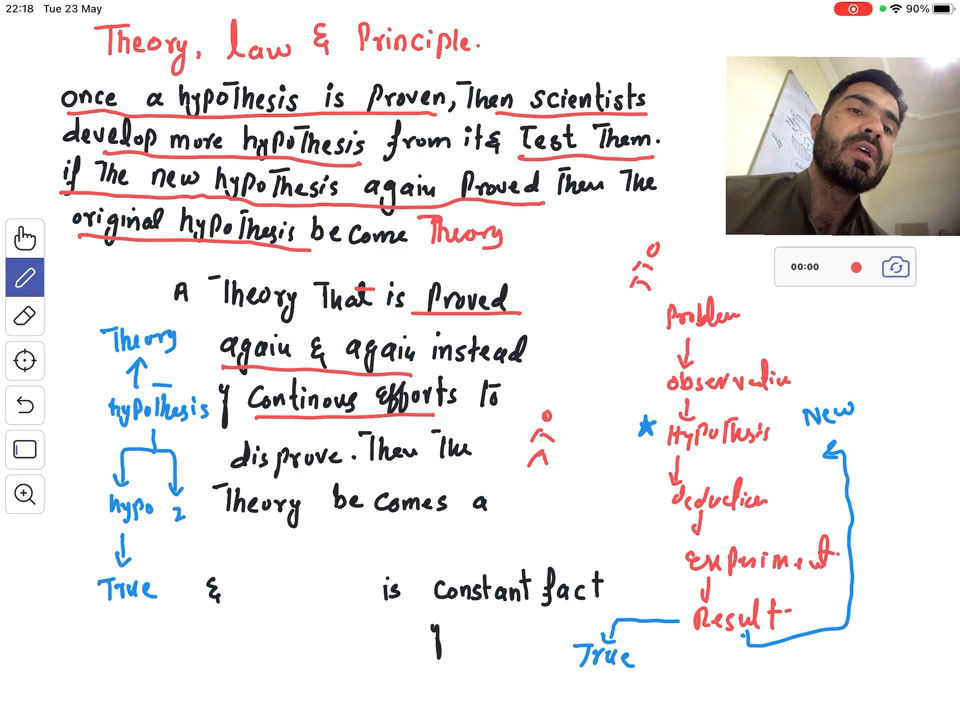 22:18 Tue 23 May
90%
Theory, law & Principle.
once a hypothesis is proven, Then scientists
develop more hypothesis from it & Test Them.
if The new hypothesis again Proved Then The
original hypothesis become Theory
00:00
A Theory That is proved
again & again instead
of continous efforts to
disprove. Then The
Theory becomes a
& is constant fact
of
Theory
hypothesis
hypo 2
True
Problem
observation
Hypothesis
deduction
Experiment.
Result
True
New